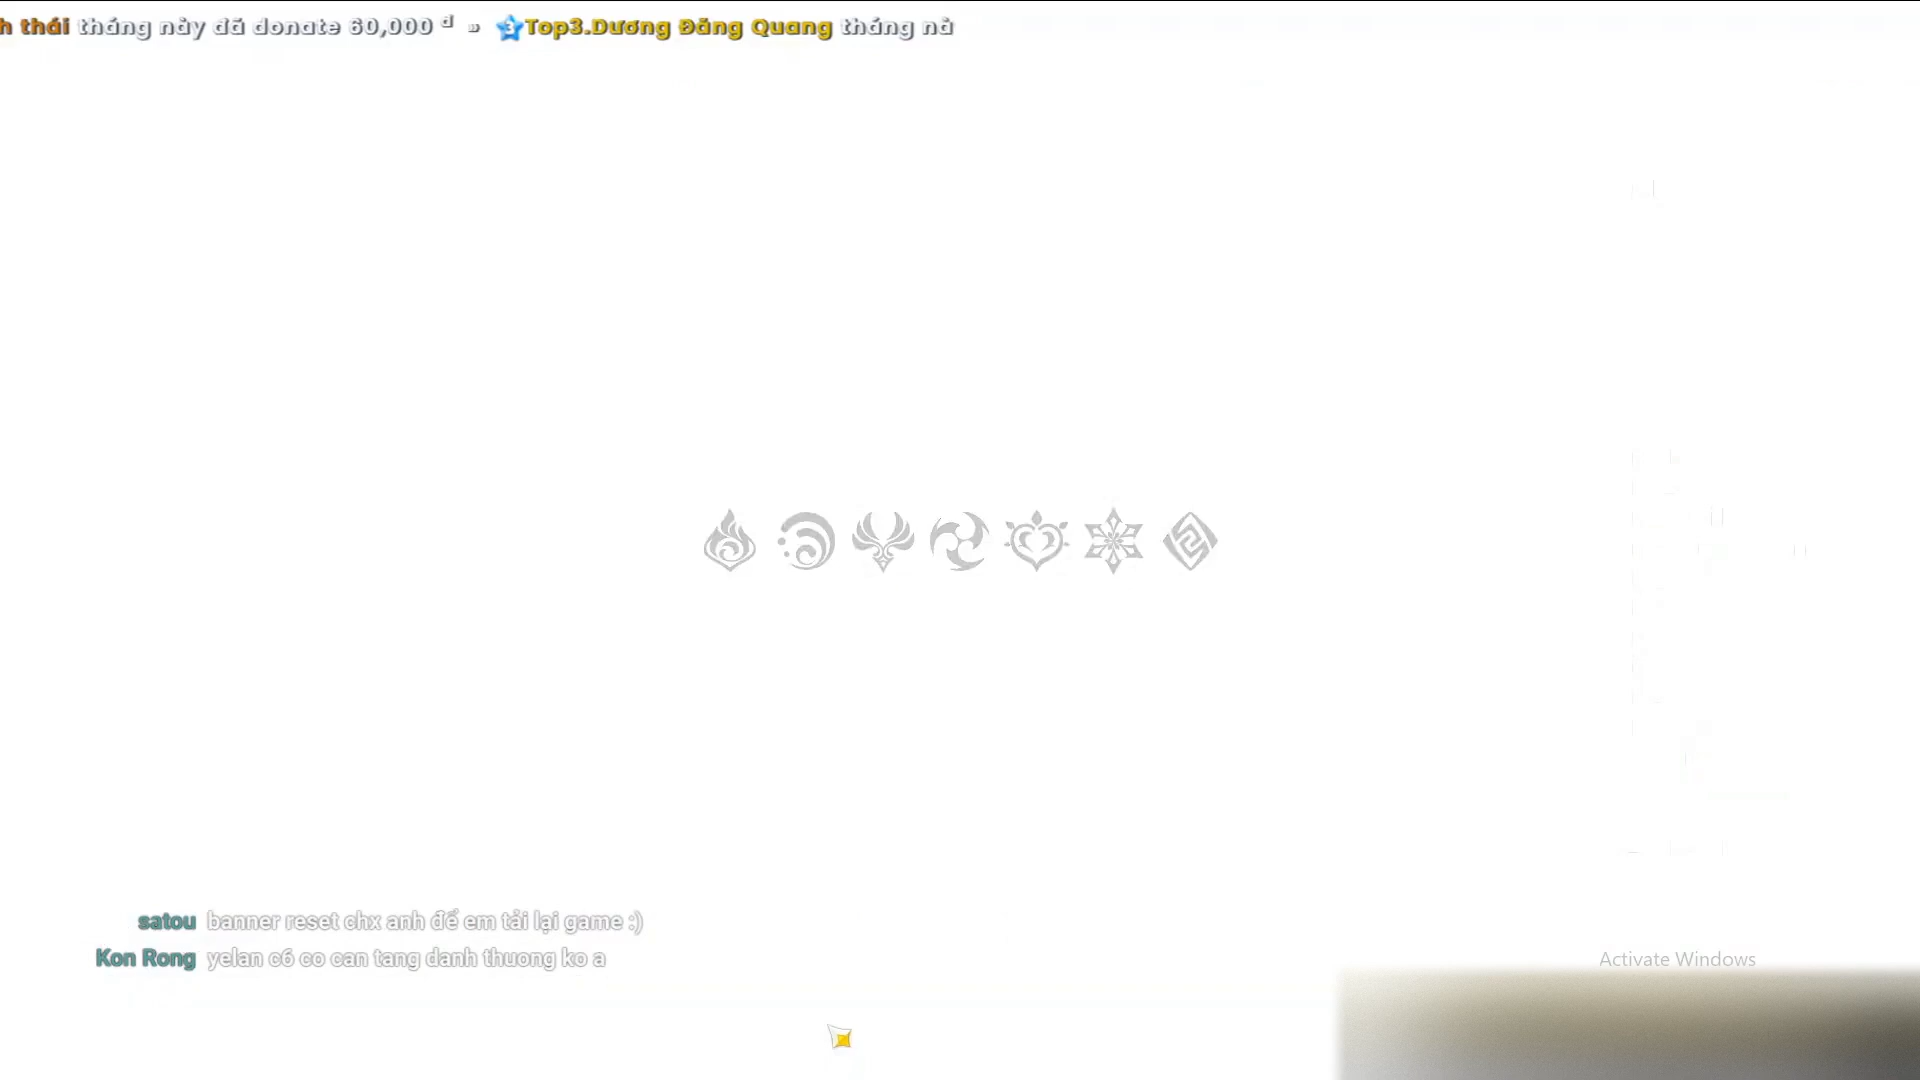 h thái tháng này đã donate 60,000 đ » 3 Top3.Dương Đăng Quang tháng nà
satou banner reset chx anh để em tải lại game :)
Kon Rong yelan c6 co can tang danh thuong ko a
Activate Windows